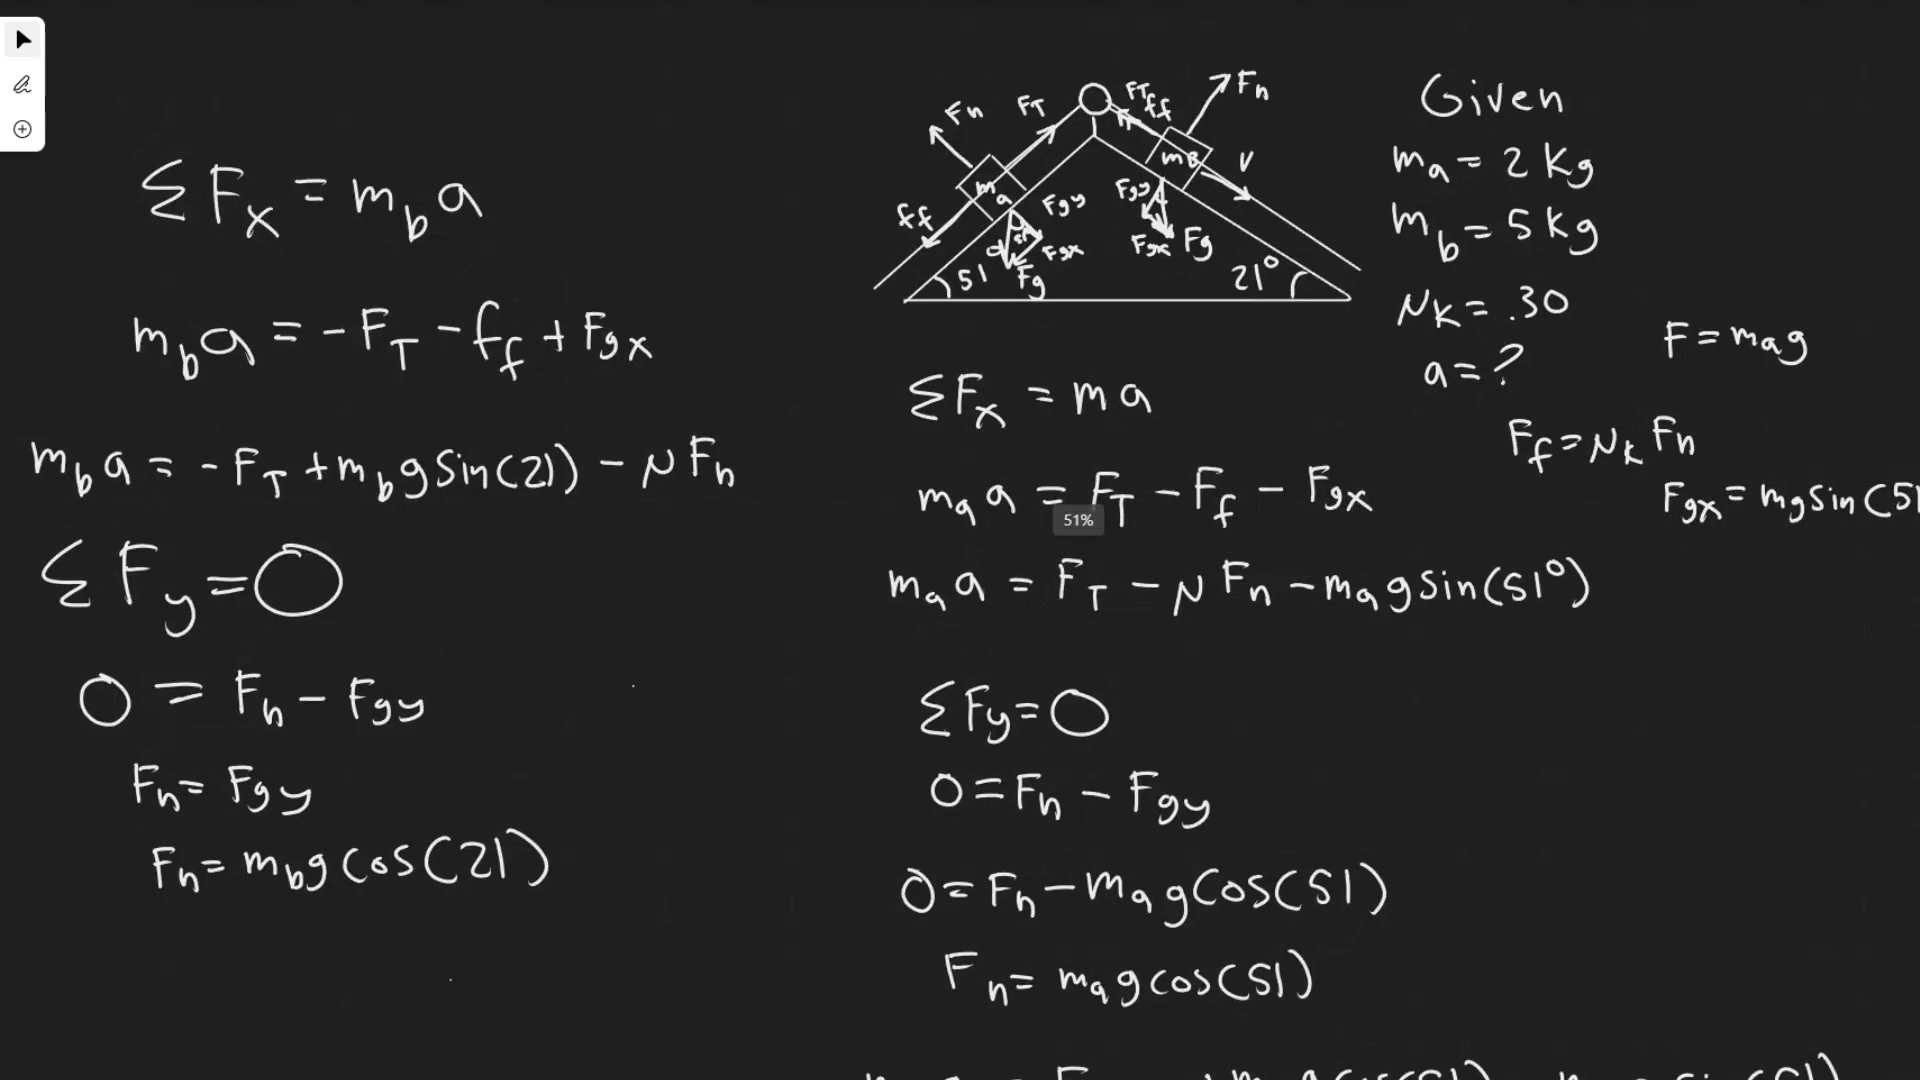 ΣFx = mb a
mb a = - FT - ff + Fgx
mb a = - FT + mb g Sin(21) - μ Fn
ΣFy = 0
0 = Fn - Fgy
Fn = Fgy
Fn = mb g cos(21)
Fn
FT
FT
ff
Fn
ma
mB
V
ff
Fgy
Fgx
Fg
Fgy
Fgx
Fg
51
21°
Given
ma = 2 Kg
mb = 5 Kg
μK = .30
a = ?
F = mag
Ff = μk Fn
Fgx = mg sin(51
ΣFx = ma
ma a = FT - Ff - Fgx
51%
ma a = FT - μ Fn - ma g sin(51°)
ΣFy = 0
0 = Fn - Fgy
0 = Fn - ma g Cos(51)
Fn = ma g cos(51)